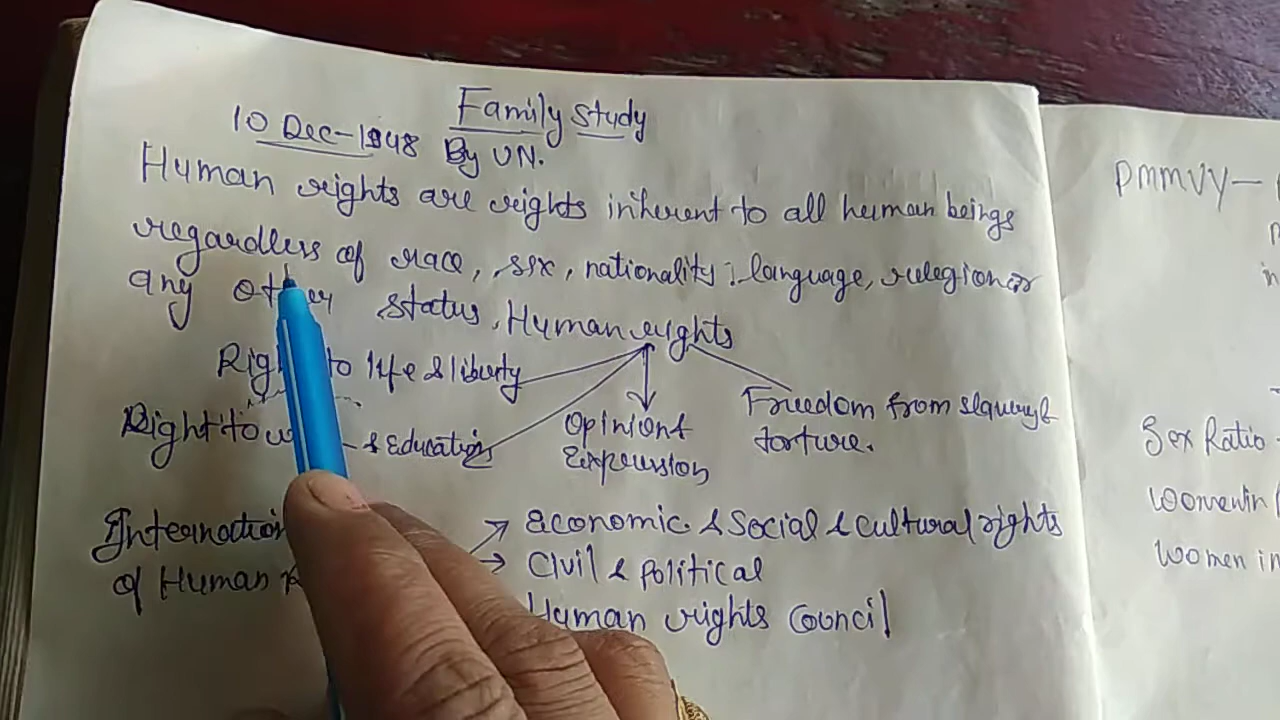 Family Study
10 Dec-1948 By UN.
Human rights are rights inherent to all human beings
regardless of race, sex, nationality, language, relegion or
any other status, Human rights
Right to life & liberty
Freedom from slavery &
torture.
Opinion &
Expression
Right to & Education
Internation
of Human
Economic & Social & cultural rights
Civil & political
Human rights Council
PMMVY-
Sex Ratio
Women in
Women in